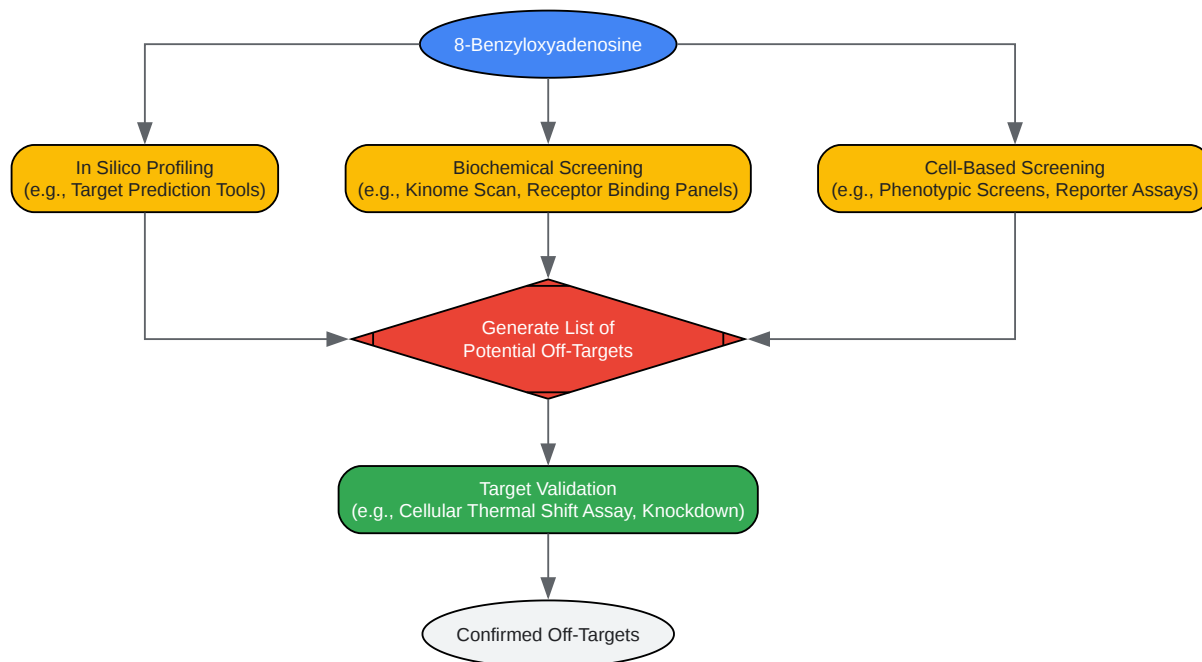 8-Benzyloxyadenosine
In Silico Profiling
(e.g., Target Prediction Tools)
Biochemical Screening
(e.g., Kinome Scan, Receptor Binding Panels)
Cell-Based Screening
(e.g., Phenotypic Screens, Reporter Assays)
Generate List of
Potential Off-Targets
Target Validation
(e.g., Cellular Thermal Shift Assay, Knockdown)
Confirmed Off-Targets